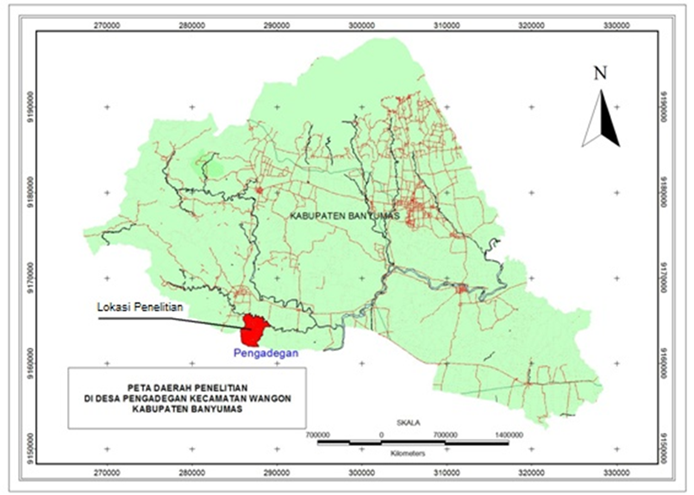 270000 280000 290000 300000 310000 320000 330000
9190000 9190000
N
9180000 9180000
KABUPATEN BANYUMAS
9170000 9170000
Lokasi Penelitian
Pengadegan
9160000 9160000
PETA DAERAH PENELITIAN
DI DESA PENGADEGAN KECAMATAN WANGON
KABUPATEN BANYUMAS
SKALA
700000 0 700000 1400000
Kilometers
9150000 9150000
270000 280000 290000 300000 310000 320000 330000